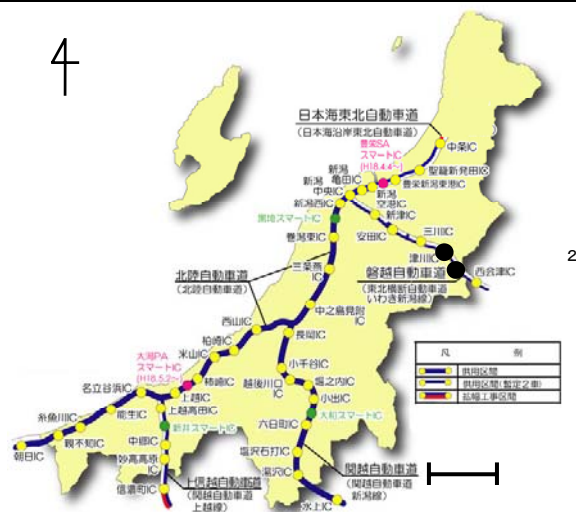 日本海東北自動車道
(日本海沿岸東北自動車道)
豊栄SA
スマートIC
(H18.4.4~)
中条IC
聖籠新発田IC
豊栄新潟東港IC
新潟
亀田IC
新潟
中央IC
新潟
空港IC
新潟西IC
黒埼スマートIC
新津IC
安田IC
三川IC
津川IC
西会津IC
巻潟東IC
磐越自動車道
(東北横断自動車道
いわき新潟線)
三条燕
IC
北陸自動車道
(北陸自動車道)
中之島見附
IC
西山IC
長岡IC
柏崎IC
大潟PA
スマートIC
(H18.5.2~)
米山IC
小千谷IC
柿崎IC
越後川口
IC
堀之内IC
名立谷浜IC
上越IC
小出IC
上越高田IC
大和スマートIC
能生IC
糸魚川IC
新井スマートIC
六日町IC
親不知IC
中郷IC
朝日IC
妙高高原
IC
塩沢石打IC
上信越自動車道
(関越自動車道
上越線)
湯沢IC
関越自動車道
(関越自動車道
新潟線)
信濃町IC
水上IC
凡 例
供用区間
供用区間(暫定2車)
拡幅工事区間
2